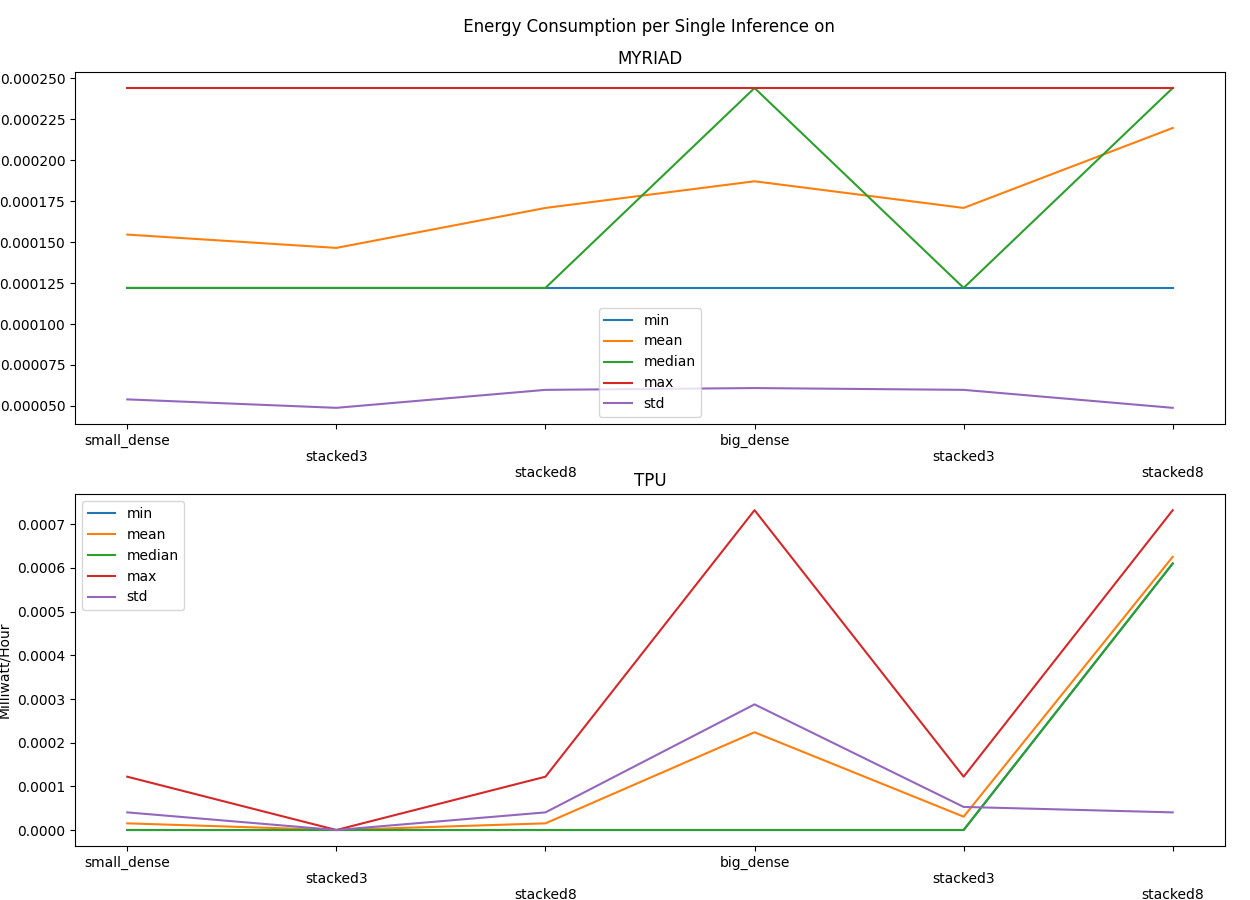 Energy Consumption per Single Inference on
MYRIAD
0.000250
0.000225
0.000200
0.000175
0.000150
0.000125
0.000100
0.000075
0.000050
min
mean
median
max
std
small_dense
stacked3
stacked8
big_dense
stacked3
stacked8
TPU
Milliwatt/Hour
0.0007
0.0006
0.0005
0.0004
0.0003
0.0002
0.0001
0.0000
min
mean
median
max
std
small_dense
stacked3
stacked8
big_dense
stacked3
stacked8